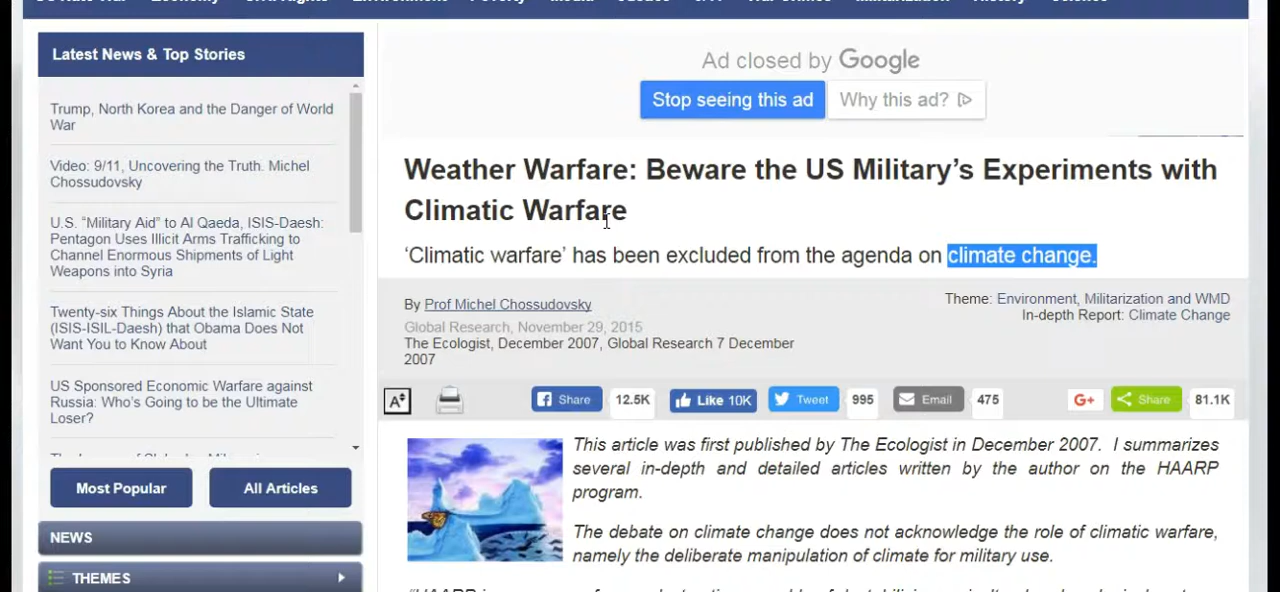 Latest News & Top Stories
Trump, North Korea and the Danger of World
War
Video: 9/11, Uncovering the Truth. Michel
Chossudovsky
U.S. “Military Aid” to Al Qaeda, ISIS-Daesh:
Pentagon Uses Illicit Arms Trafficking to
Channel Enormous Shipments of Light
Weapons into Syria
Twenty-six Things About the Islamic State
(ISIS-ISIL-Daesh) that Obama Does Not
Want You to Know About
US Sponsored Economic Warfare against
Russia: Who’s Going to be the Ultimate
Loser?
Most Popular
All Articles
NEWS
THEMES
Ad closed by Google
Stop seeing this ad
Why this ad?
Weather Warfare: Beware the US Military’s Experiments with
Climatic Warfare
‘Climatic warfare’ has been excluded from the agenda on climate change.
By Prof Michel Chossudovsky
Global Research, November 29, 2015
The Ecologist, December 2007, Global Research 7 December
2007
Theme: Environment, Militarization and WMD
In-depth Report: Climate Change
A
Share 12.5K
Like 10K
Tweet 995
Email 475
G+
Share 81.1K
This article was first published by The Ecologist in December 2007. I summarizes
several in-depth and detailed articles written by the author on the HAARP
program.
The debate on climate change does not acknowledge the role of climatic warfare,
namely the deliberate manipulation of climate for military use.